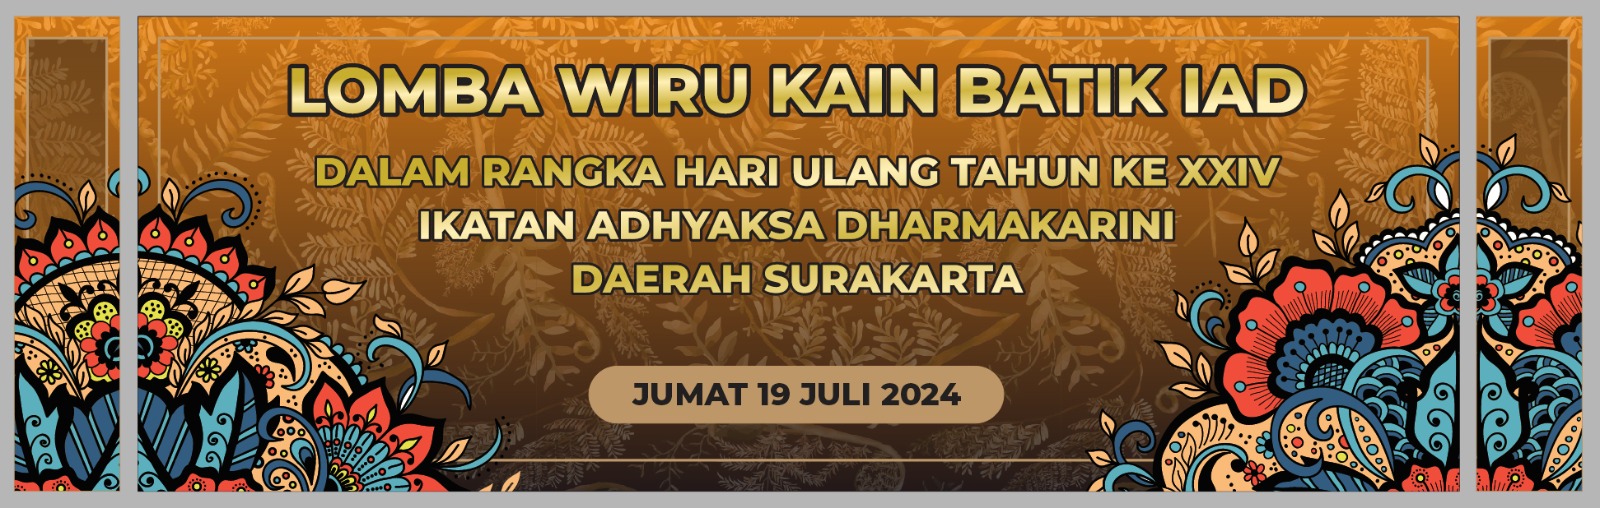 LOMBA WIRU KAIN BATIK IAD
DALAM RANGKA HARI ULANG TAHUN KE XXIV
IKATAN ADHYAKSA DHARMAKARINI
DAERAH SURAKARTA
JUMAT 19 JULI 2024